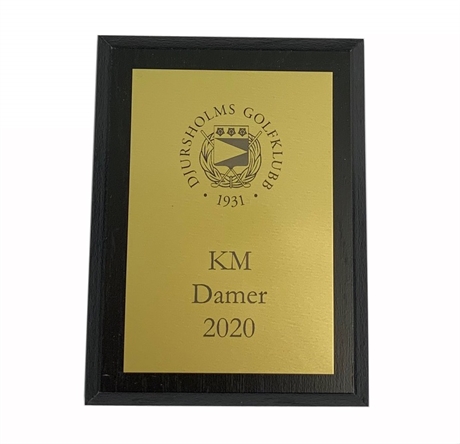 DJURSHOLMS GOLFKLUBB
· 1931 ·
KM
Damer
2020